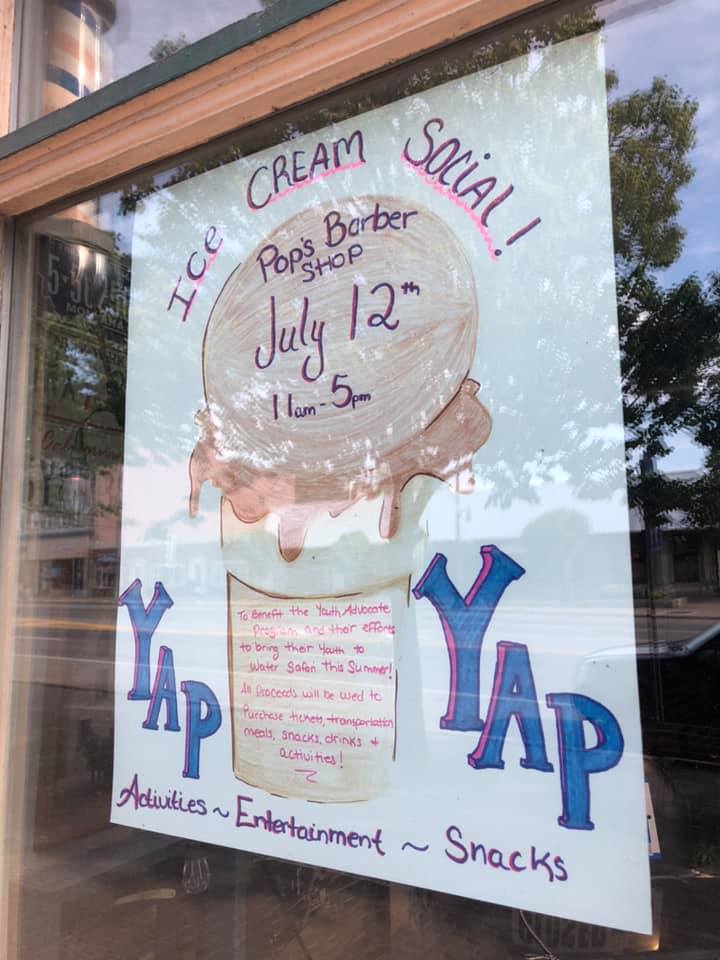 Ice CREAM Social!
Pop's Barber
SHOP
July 12th
11am - 5pm
To Benefit the Youth Advocate
Program and their efforts
to bring their Youth to
Water Safari this Summer!
All Proceeds will be used to
Purchase tickets, transportation
meals, snacks, drinks +
activities!
YAP
YAP
Activities ~ Entertainment ~ Snacks